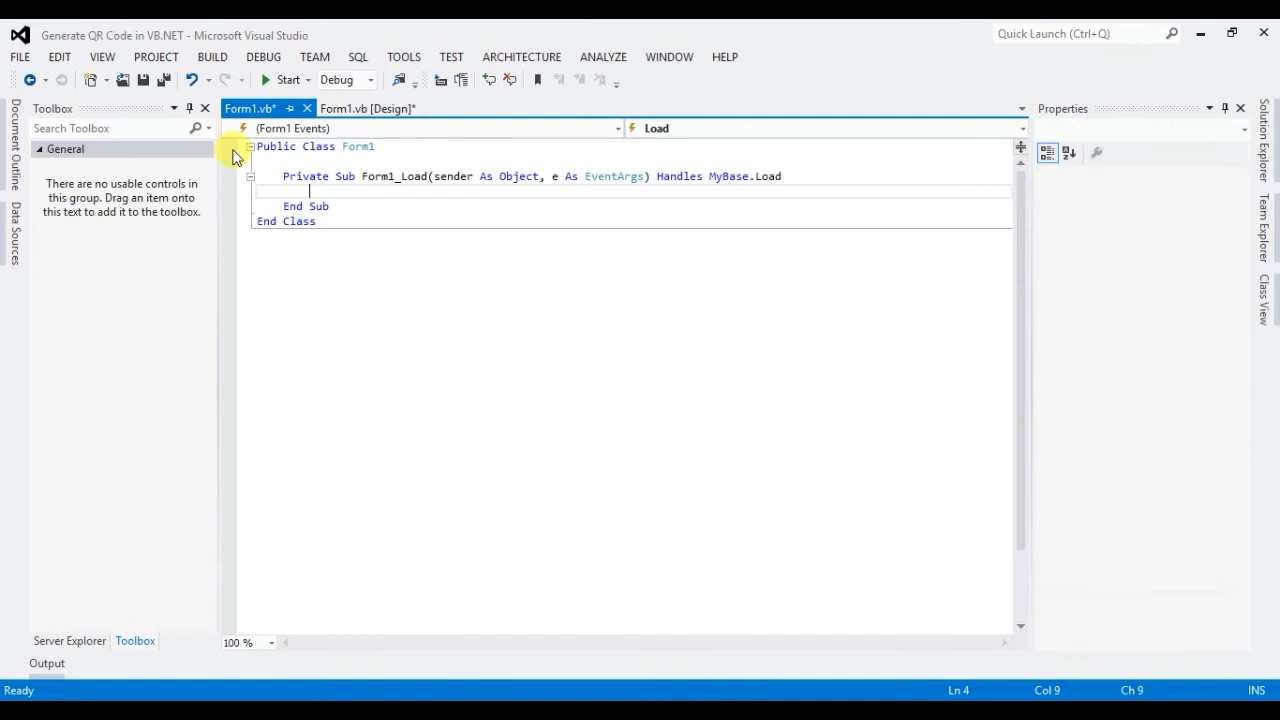 Generate QR Code in VB.NET - Microsoft Visual Studio
Quick Launch (Ctrl+Q)
FILE EDIT VIEW PROJECT BUILD DEBUG TEAM SQL TOOLS TEST ARCHITECTURE ANALYZE WINDOW HELP
Start Debug
Document Outline
Data Sources
Toolbox
Search Toolbox
General
There are no usable controls in
this group. Drag an item onto
this text to add it to the toolbox.
Server Explorer Toolbox
Form1.vb* Form1.vb [Design]*
(Form1 Events) Load
Public Class Form1
Private Sub Form1_Load(sender As Object, e As EventArgs) Handles MyBase.Load
End Sub
End Class
100 %
Properties
Solution Explorer
Team Explorer
Class View
Output
Ready Ln 4 Col 9 Ch 9 INS